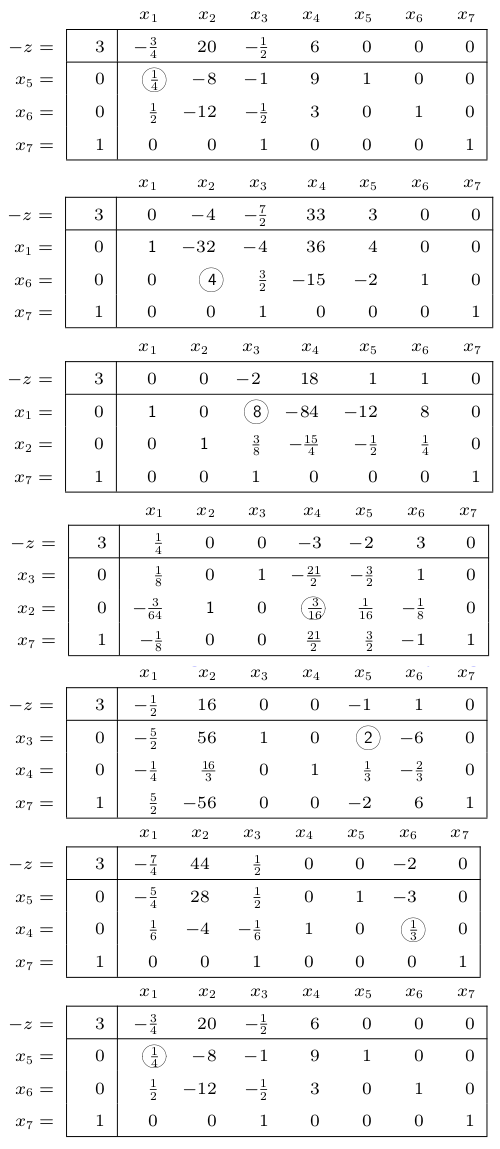 x₁ x₂ x₃ x₄ x₅ x₆ x₇
−z = 3 −3/4 20 −1/2 6 0 0 0
x₅ = 0 1/4 −8 −1 9 1 0 0
x₆ = 0 1/2 −12 −1/2 3 0 1 0
x₇ = 1 0 0 1 0 0 0 1
x₁ x₂ x₃ x₄ x₅ x₆ x₇
−z = 3 0 −4 −7/2 33 3 0 0
x₁ = 0 1 −32 −4 36 4 0 0
x₆ = 0 0 4 3/2 −15 −2 1 0
x₇ = 1 0 0 1 0 0 0 1
x₁ x₂ x₃ x₄ x₅ x₆ x₇
−z = 3 0 0 −2 18 1 1 0
x₁ = 0 1 0 8 −84 −12 8 0
x₂ = 0 0 1 3/8 −15/4 −1/2 1/4 0
x₇ = 1 0 0 1 0 0 0 1
x₁ x₂ x₃ x₄ x₅ x₆ x₇
−z = 3 1/4 0 0 −3 −2 3 0
x₃ = 0 1/8 0 1 −21/2 −3/2 1 0
x₂ = 0 −3/64 1 0 3/16 1/16 −1/8 0
x₇ = 1 −1/8 0 0 21/2 3/2 −1 1
x₁ x₂ x₃ x₄ x₅ x₆ x₇
−z = 3 −1/2 16 0 0 −1 1 0
x₃ = 0 −5/2 56 1 0 2 −6 0
x₄ = 0 −1/4 16/3 0 1 1/3 −2/3 0
x₇ = 1 5/2 −56 0 0 −2 6 1
x₁ x₂ x₃ x₄ x₅ x₆ x₇
−z = 3 −7/4 44 1/2 0 0 −2 0
x₅ = 0 −5/4 28 1/2 0 1 −3 0
x₄ = 0 1/6 −4 −1/6 1 0 1/3 0
x₇ = 1 0 0 1 0 0 0 1
x₁ x₂ x₃ x₄ x₅ x₆ x₇
−z = 3 −3/4 20 −1/2 6 0 0 0
x₅ = 0 1/4 −8 −1 9 1 0 0
x₆ = 0 1/2 −12 −1/2 3 0 1 0
x₇ = 1 0 0 1 0 0 0 1